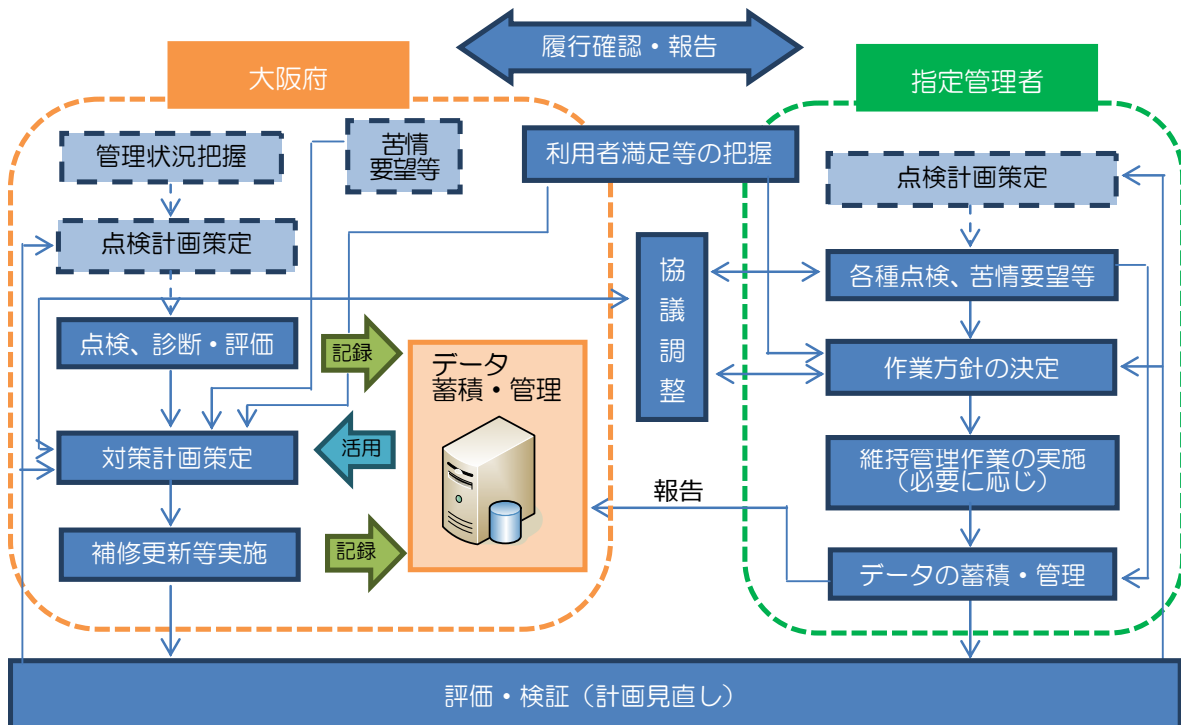 履行確認・報告
大阪府
指定管理者
管理状況把握
苦情
要望等
利用者満足等の把握
点検計画策定
点検計画策定
協議調整
各種点検、苦情要望等
点検、診断・評価
記録
データ
蓄積・管理
作業方針の決定
対策計画策定
活用
維持管理作業の実施
（必要に応じ）
報告
補修更新等実施
記録
データの蓄積・管理
評価・検証（計画見直し）